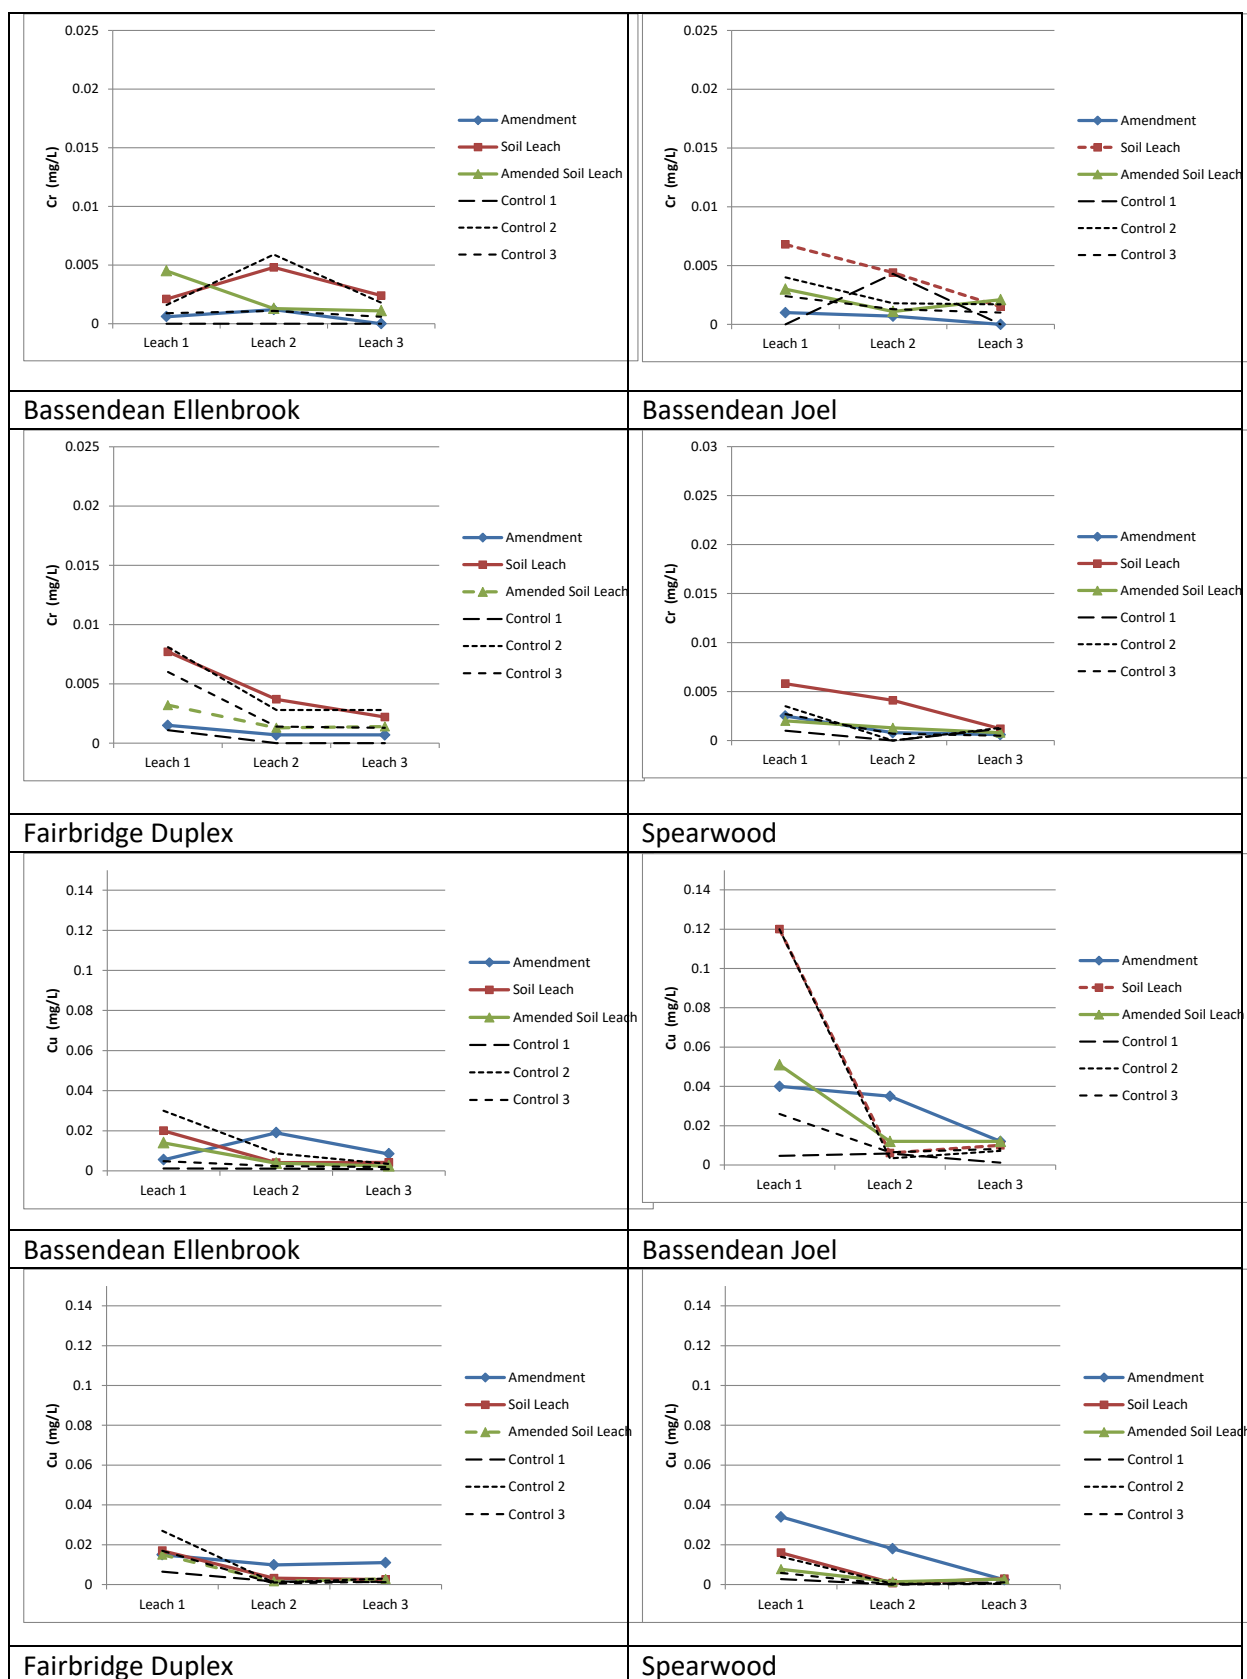 0.025
0.02
0.015
0.01
0.005
0
Cr (mg/L)
Leach 1 Leach 2 Leach 3
Amendment
Soil Leach
Amended Soil Leach
Control 1
Control 2
Control 3
0.025
0.02
0.015
0.01
0.005
0
Cr (mg/L)
Leach 1 Leach 2 Leach 3
Amendment
Soil Leach
Amended Soil Leach
Control 1
Control 2
Control 3
Bassendean Ellenbrook
Bassendean Joel
0.025
0.02
0.015
0.01
0.005
0
Cr (mg/L)
Leach 1 Leach 2 Leach 3
Amendment
Soil Leach
Amended Soil Leach
Control 1
Control 2
Control 3
0.03
0.025
0.02
0.015
0.01
0.005
0
Cr (mg/L)
Leach 1 Leach 2 Leach 3
Amendment
Soil Leach
Amended Soil Leach
Control 1
Control 2
Control 3
Fairbridge Duplex
Spearwood
0.14
0.12
0.1
0.08
0.06
0.04
0.02
0
Cu (mg/L)
Leach 1 Leach 2 Leach 3
Amendment
Soil Leach
Amended Soil Leach
Control 1
Control 2
Control 3
0.14
0.12
0.1
0.08
0.06
0.04
0.02
0
Cu (mg/L)
Leach 1 Leach 2 Leach 3
Amendment
Soil Leach
Amended Soil Leach
Control 1
Control 2
Control 3
Bassendean Ellenbrook
Bassendean Joel
0.14
0.12
0.1
0.08
0.06
0.04
0.02
0
Cu (mg/L)
Leach 1 Leach 2 Leach 3
Amendment
Soil Leach
Amended Soil Leach
Control 1
Control 2
Control 3
0.14
0.12
0.1
0.08
0.06
0.04
0.02
0
Cu (mg/L)
Leach 1 Leach 2 Leach 3
Amendment
Soil Leach
Amended Soil Leach
Control 1
Control 2
Control 3
Fairbridge Duplex
Spearwood